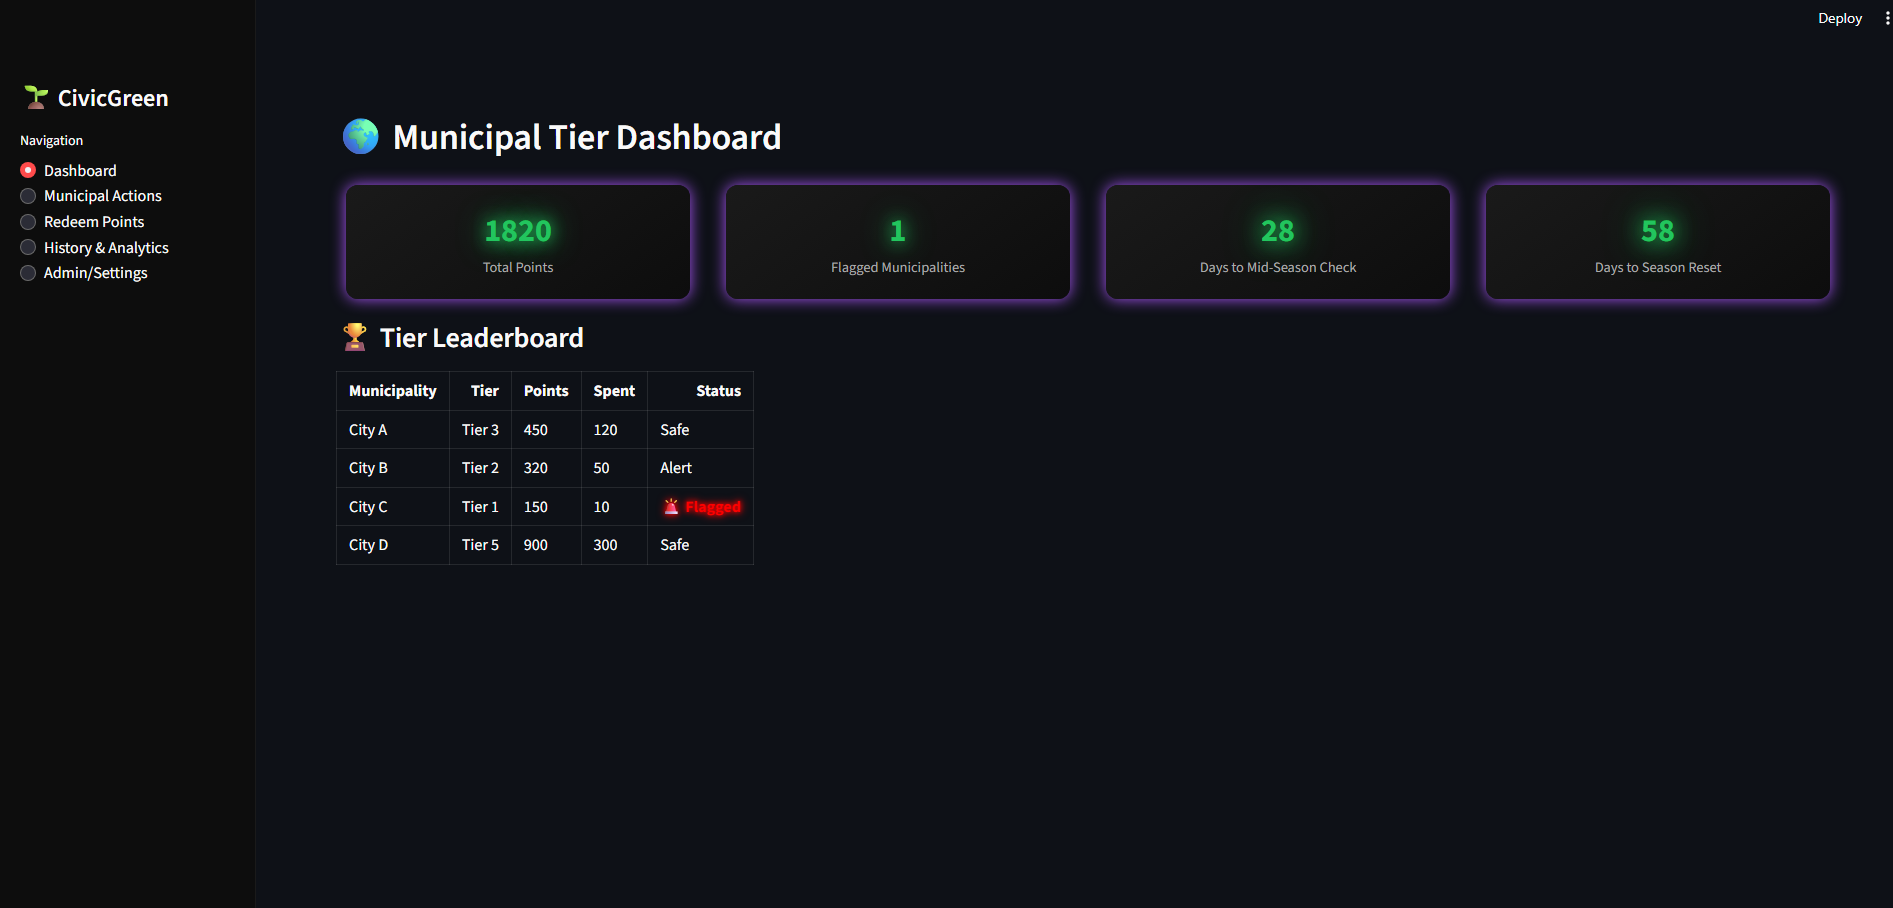 Deploy
CivicGreen
Navigation
Dashboard
Municipal Actions
Redeem Points
History & Analytics
Admin/Settings
Municipal Tier Dashboard
1820
Total Points
1
Flagged Municipalities
28
Days to Mid-Season Check
58
Days to Season Reset
Tier Leaderboard
Municipality Tier Points Spent Status
City A Tier 3 450 120 Safe
City B Tier 2 320 50 Alert
City C Tier 1 150 10 Flagged
City D Tier 5 900 300 Safe